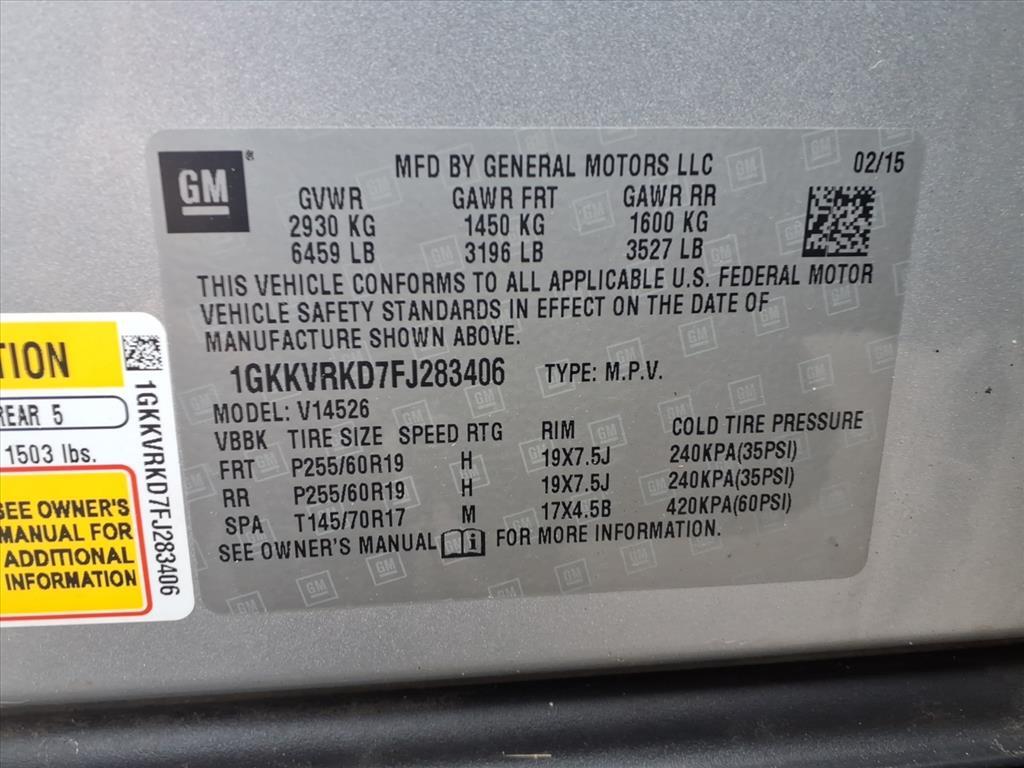 GM
MFD BY GENERAL MOTORS LLC 02/15
GVWR GAWR FRT GAWR RR
2930 KG 1450 KG 1600 KG
6459 LB 3196 LB 3527 LB
THIS VEHICLE CONFORMS TO ALL APPLICABLE U.S. FEDERAL MOTOR
VEHICLE SAFETY STANDARDS IN EFFECT ON THE DATE OF
MANUFACTURE SHOWN ABOVE.
1GKKVRKD7FJ283406 TYPE: M.P.V.
MODEL: V14526
VBBK TIRE SIZE SPEED RTG RIM COLD TIRE PRESSURE
FRT P255/60R19 H 19X7.5J 240KPA(35PSI)
RR P255/60R19 H 19X7.5J 240KPA(35PSI)
SPA T145/70R17 M 17X4.5B 420KPA(60PSI)
SEE OWNER'S MANUAL i FOR MORE INFORMATION.
TION
REAR 5
1503 lbs.
SEE OWNER'S
MANUAL FOR
ADDITIONAL
INFORMATION
1GKKVRKD7FJ283406